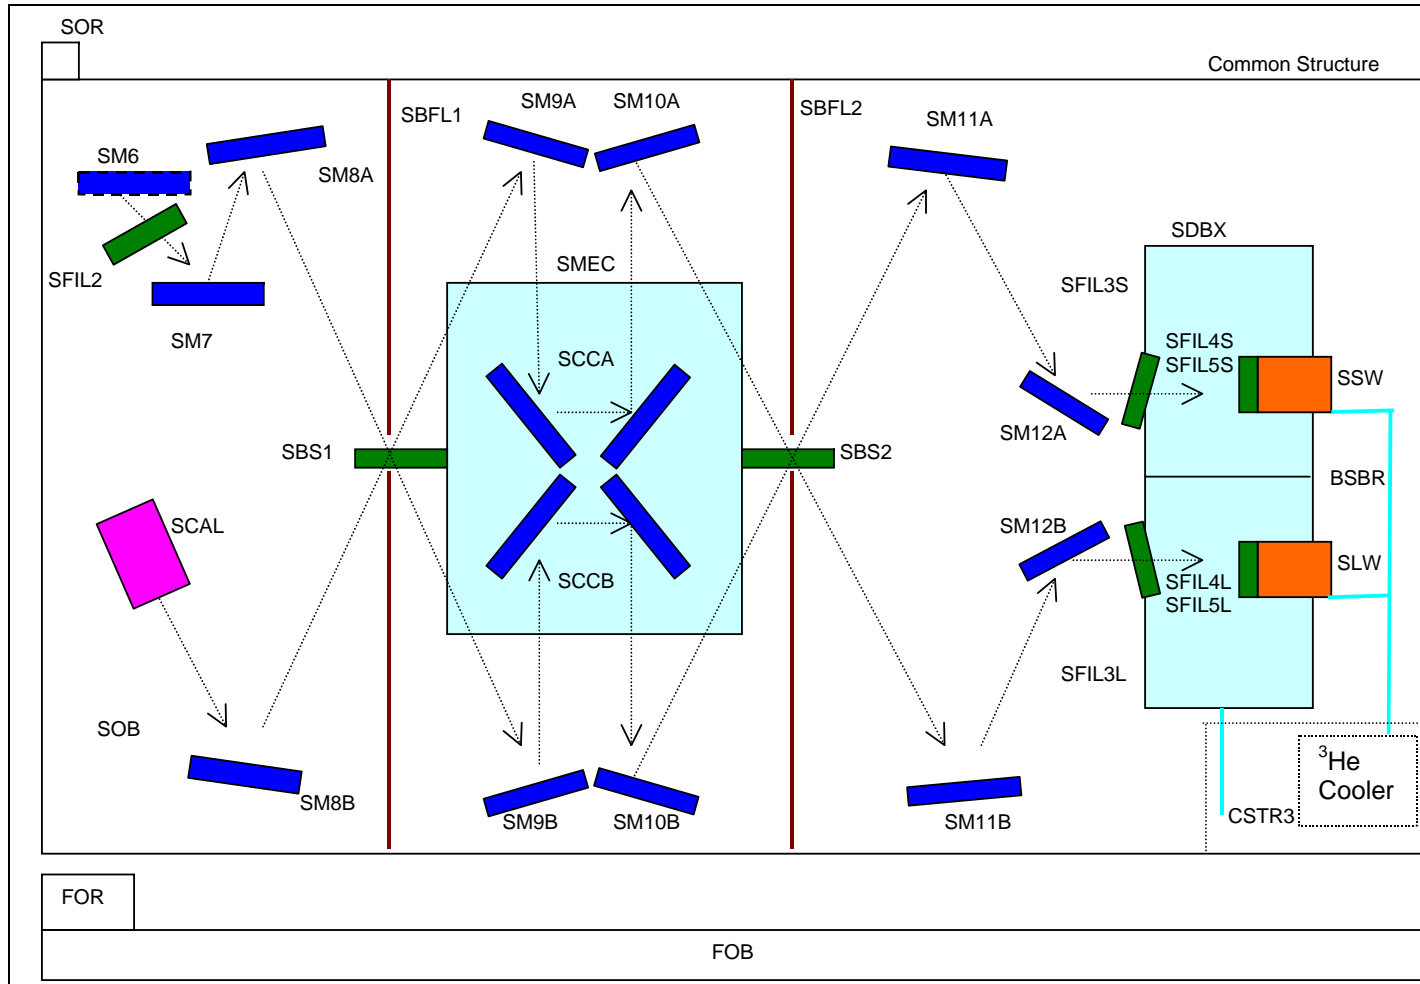 SOR
Common Structure
SBFL1
SM9A
SM10A
SBFL2
SM11A
SM6
SM8A
SFIL2
SM7
SMEC
SDBX
SFIL3S
SCCA
SFIL4S
SFIL5S
SSW
SM12A
SBS1
SBS2
BSBR
SCAL
SM12B
SCCB
SFIL4L
SFIL5L
SLW
SFIL3L
SOB
SM8B
SM9B
SM10B
SM11B
CSTR3
3He
Cooler
FOR
FOB